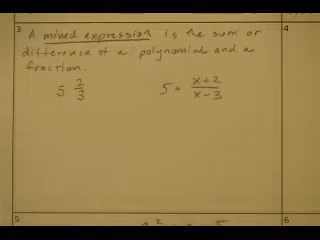 3
4
A mixed expression is the sum or
difference of a polynomial and a
fraction.
5 2/3
5 + x+2/x-3
5
6